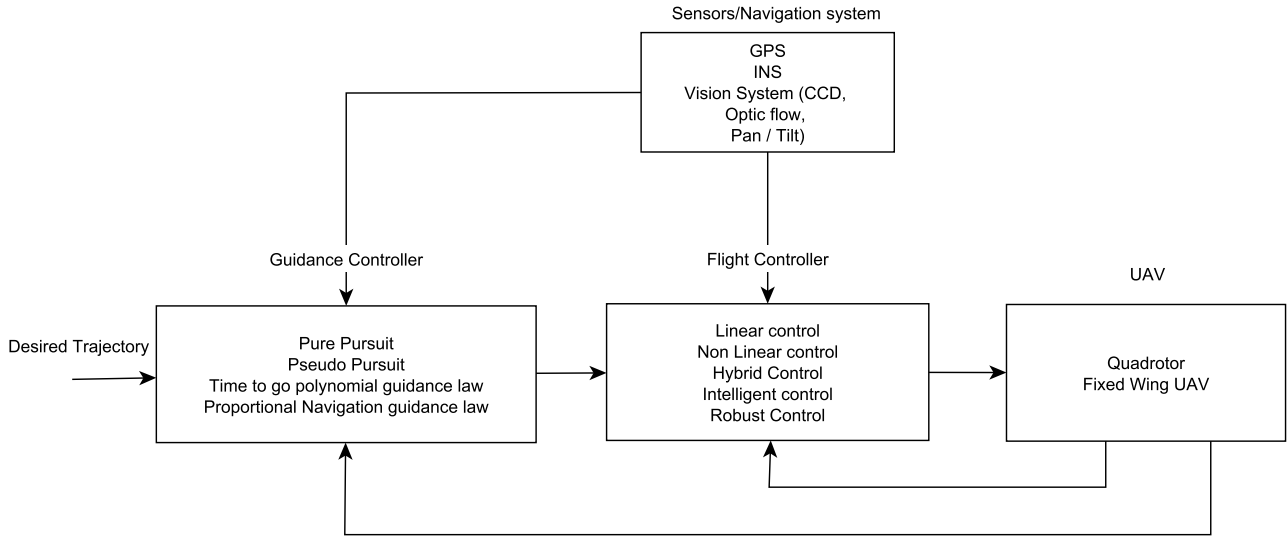 Sensors/Navigation system
GPS
INS
Vision System (CCD,
Optic flow,
Pan / Tilt)
Guidance Controller
Flight Controller
UAV
Desired Trajectory
Pure Pursuit
Pseudo Pursuit
Time to go polynomial guidance law
Proportional Navigation guidance law
Linear control
Non Linear control
Hybrid Control
Intelligent control
Robust Control
Quadrotor
Fixed Wing UAV